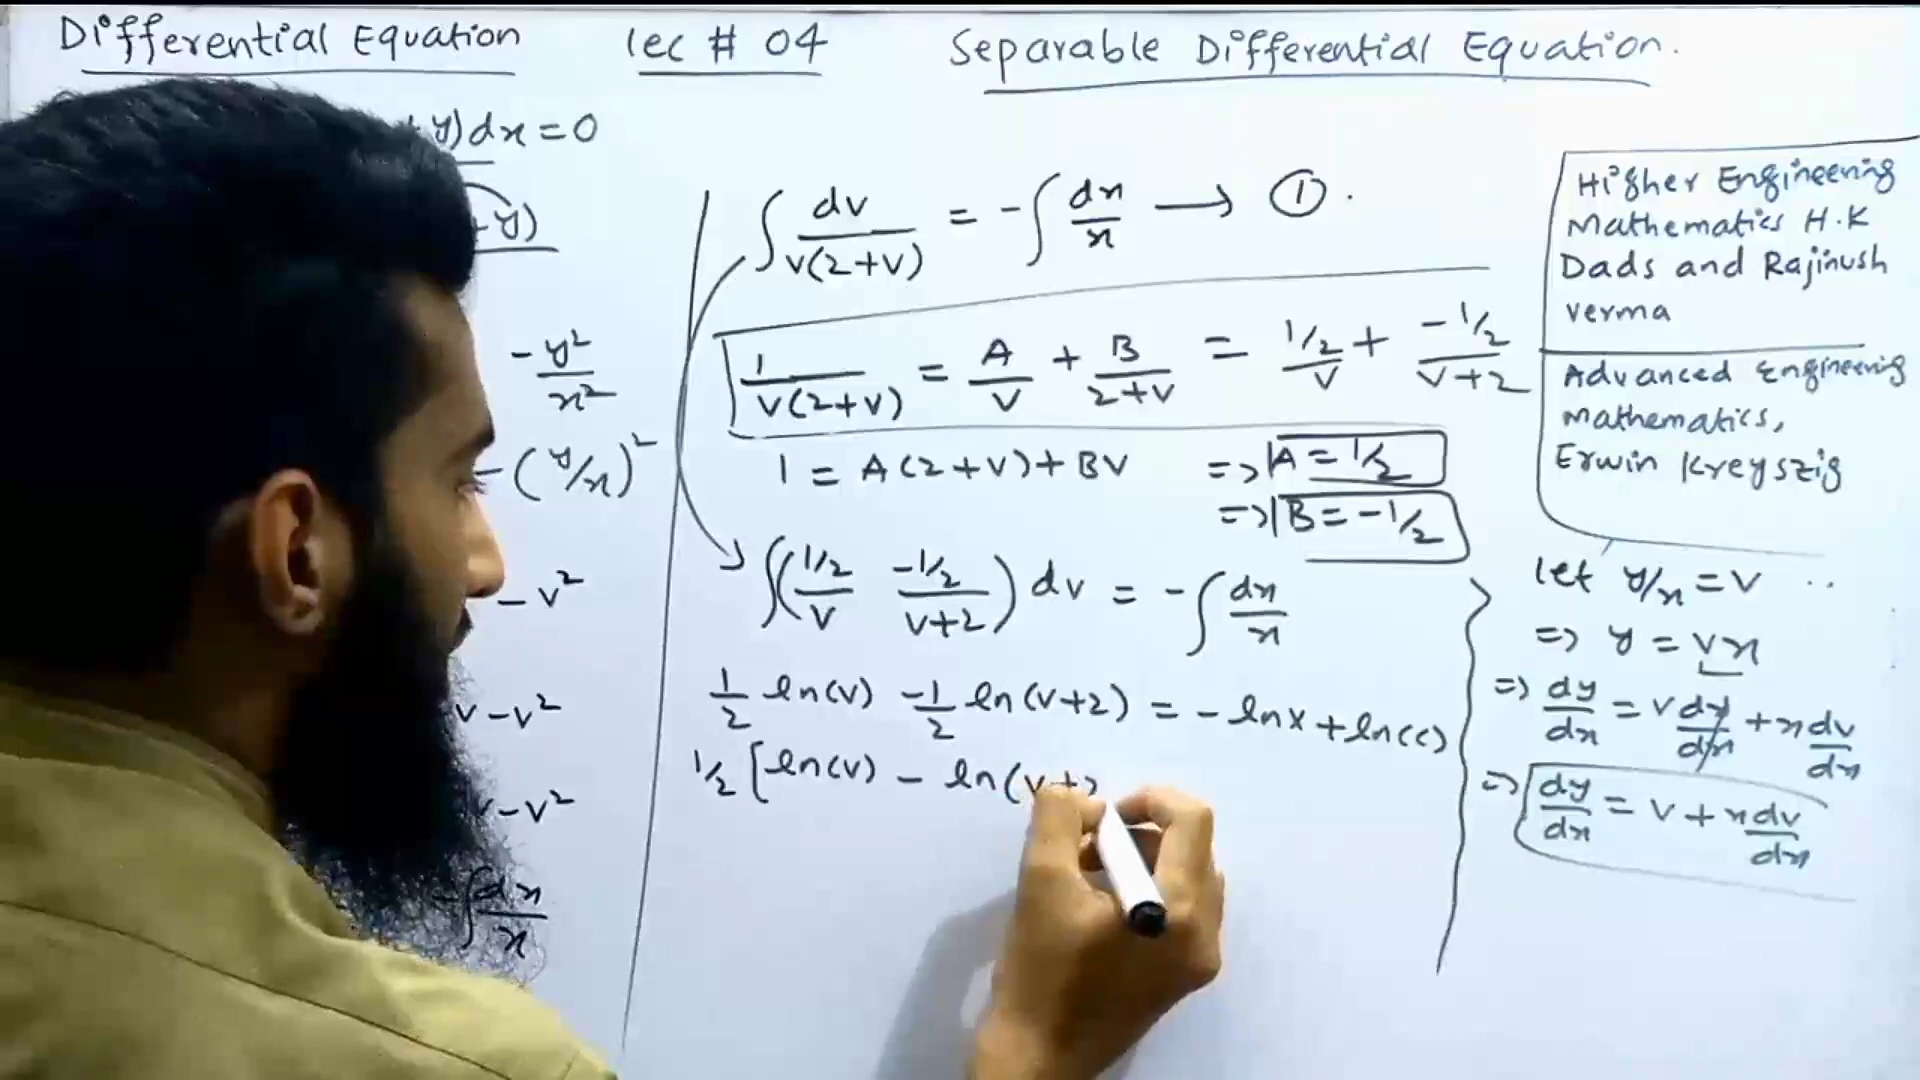 Differential Equation lec # 04 Separable Differential Equation.
y)dx = 0
+ y)
- y²/x²
- (y/x)²
- v²
v - v²
v - v²
- ∫ dx/x
∫ dv/v(2+v) = - ∫ dx/x → ①.
1/v(2+v) = A/v + B/2+v = 1/2/v + -1/2/v+2
1 = A(2+v) + BV => A = 1/2
=> B = -1/2
∫(1/2/v -1/2/v+2) dv = - ∫ dx/x
1/2 ln(v) - 1/2 ln(v+2) = - lnx + ln(c)
1/2 [ln(v) - ln(v+2
Higher Engineering
Mathematics H.K
Dads and Rajinush
verma
Advanced Engineering
Mathematics,
Erwin Kreyszig
let y/x = v ..
=> y = vx
=> dy/dx = v dx/dx + x dv/dx
=> dy/dx = v + x dv/dx